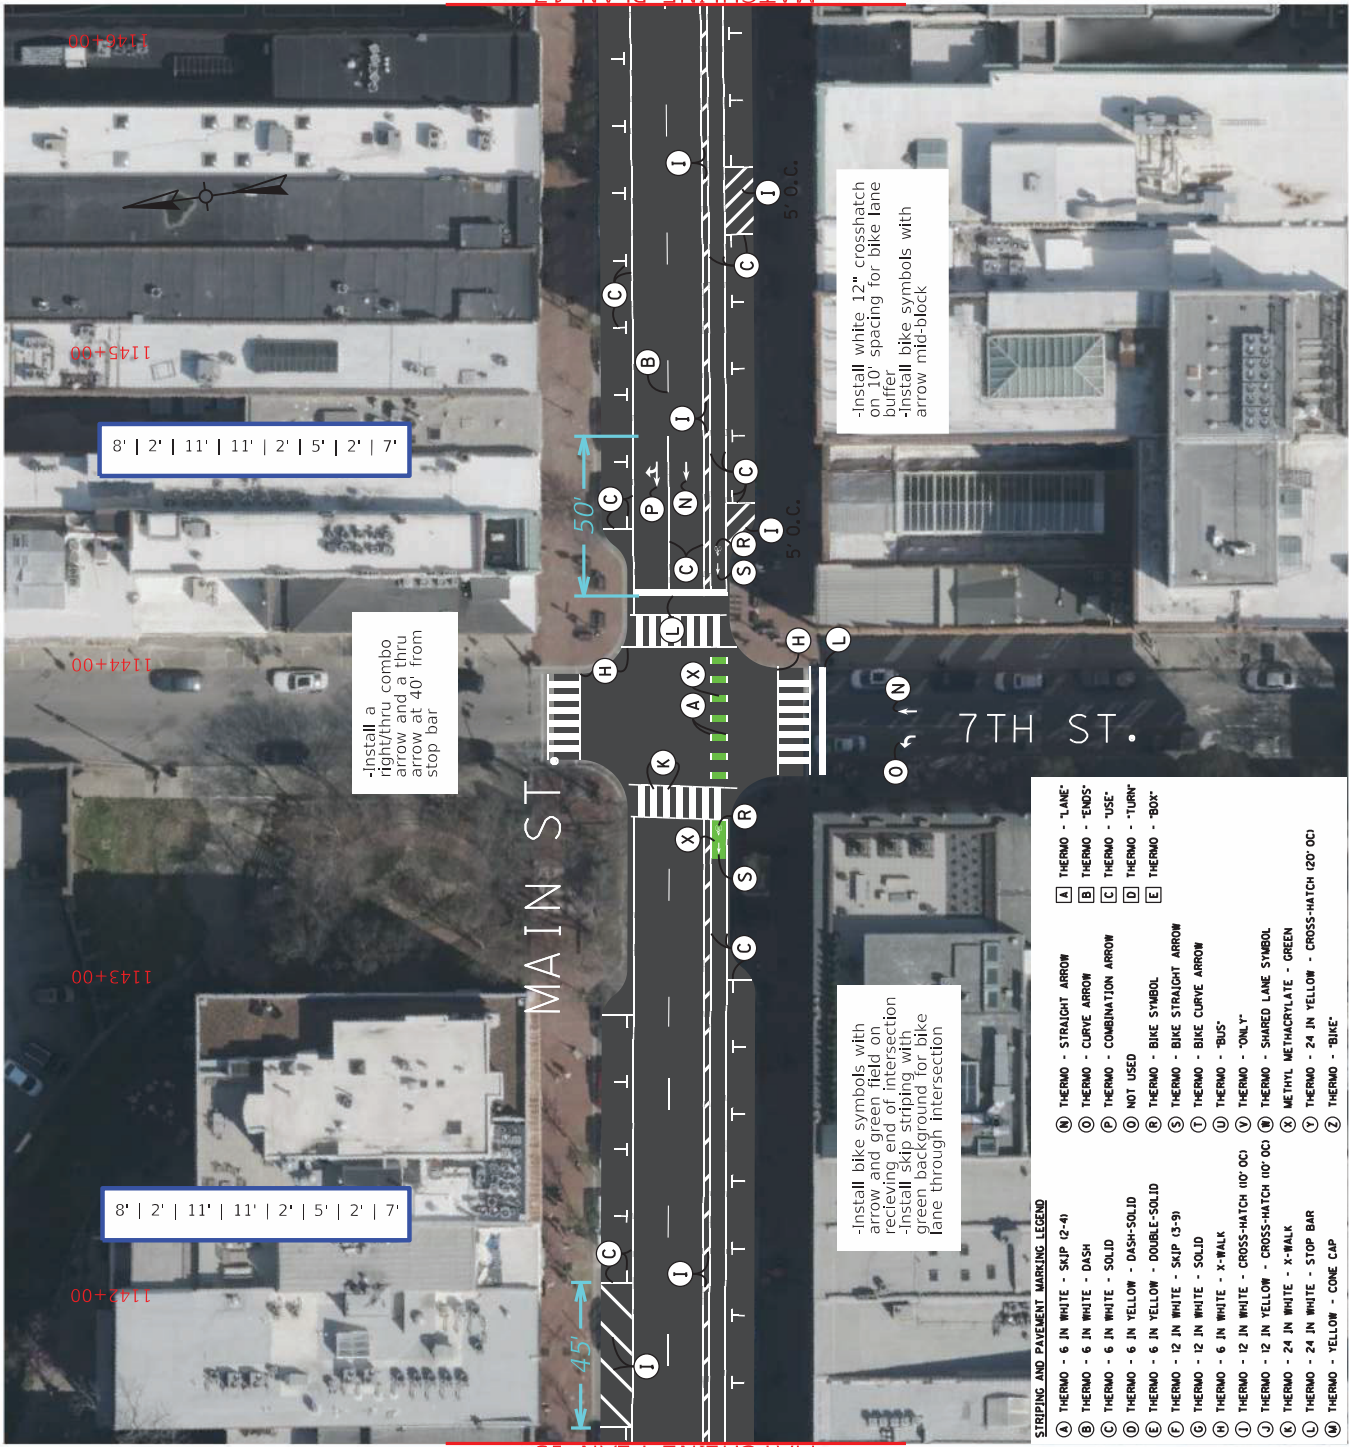 1146+00
1145+00
8' | 2' | 11' | 11' | 2' | 5' | 2' | 7'
50'
5' O.C.
5' O.C.
-Install white 12" crosshatch
on 10' spacing for bike lane
buffer
-Install bike symbols with
arrow mid-block
I
I
C
C
B
I
C
C
P
N
R
I
C
S
-Install a
right/thru combo
arrow and a thru
arrow at 40' from
stop bar
1144+00
L
H
H
L
X
A
N
O
K
7TH ST.
MAIN ST
X
R
S
C
1143+00
8' | 2' | 11' | 11' | 2' | 5' | 2' | 7'
1142+00
C
I
I
45'
-Install bike symbols with
arrow and green field on
recieving end of intersection
-Install skip striping with
green background for bike
lane through intersection
STRIPING AND PAVEMENT MARKING LEGEND
A THERMO - 6 IN WHITE - SKIP (2-4)
B THERMO - 6 IN WHITE - DASH
C THERMO - 6 IN WHITE - SOLID
D THERMO - 6 IN YELLOW - DASH-SOLID
E THERMO - 6 IN YELLOW - DOUBLE-SOLID
F THERMO - 12 IN WHITE - SKIP (3-9)
G THERMO - 12 IN WHITE - SOLID
H THERMO - 6 IN WHITE - X-WALK
I THERMO - 12 IN WHITE - CROSS-HATCH (10' OC)
J THERMO - 12 IN YELLOW - CROSS-HATCH (10' OC)
K THERMO - 24 IN WHITE - X-WALK
L THERMO - 24 IN WHITE - STOP BAR
M THERMO - YELLOW - CONE CAP
N THERMO - STRAIGHT ARROW
O THERMO - CURVE ARROW
P THERMO - COMBINATION ARROW
Q NOT USED
R THERMO - BIKE SYMBOL
S THERMO - BIKE STRAIGHT ARROW
T THERMO - BIKE CURVE ARROW
U THERMO - "BUS"
V THERMO - "ONLY"
W THERMO - SHARED LANE SYMBOL
X METHYL METHACRYLATE - GREEN
Y THERMO - 24 IN YELLOW - CROSS-HATCH (20' OC)
Z THERMO - "BIKE"
A THERMO - "LANE"
B THERMO - "ENDS"
C THERMO - "USE"
D THERMO - "TURN"
E THERMO - "BOX"